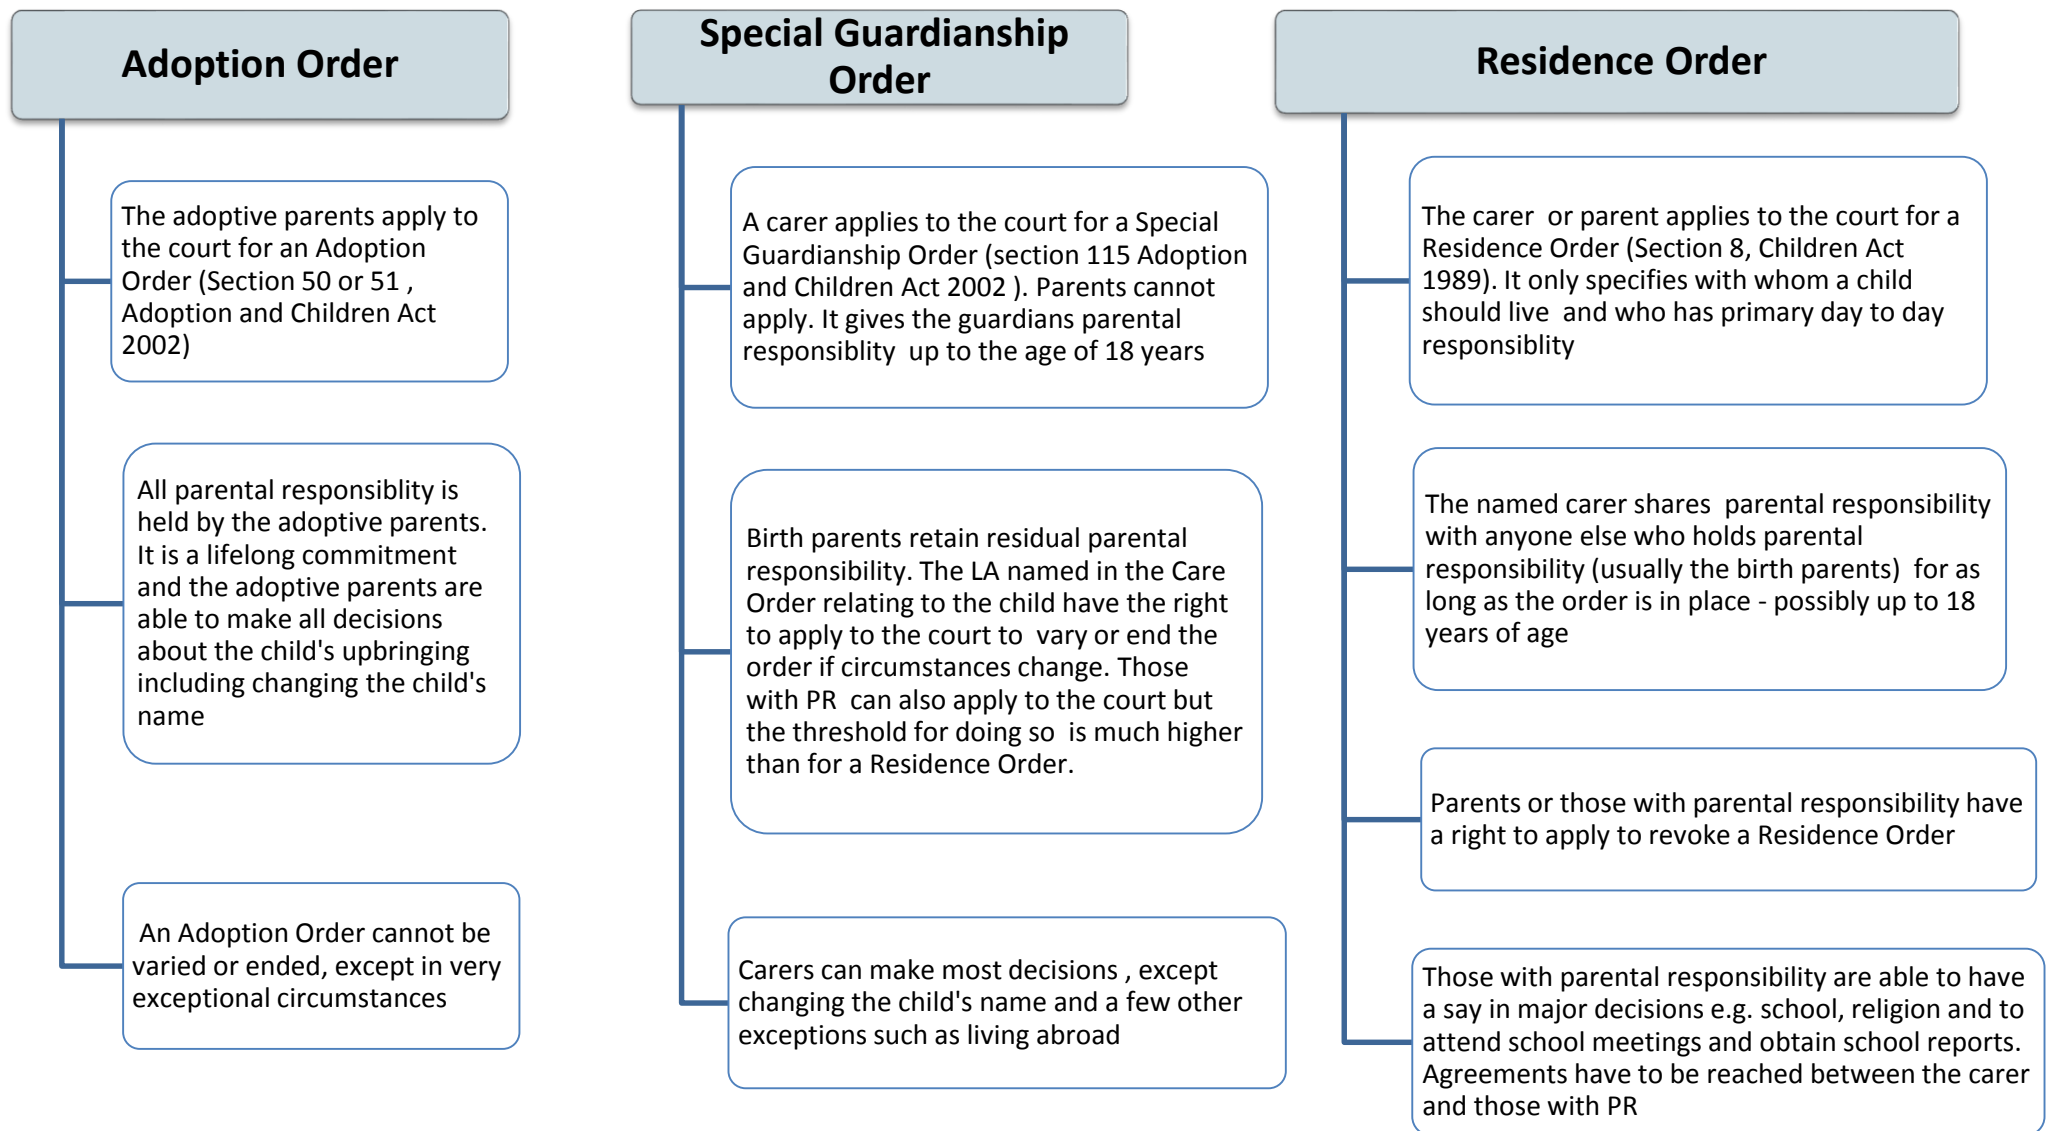 Adoption Order
The adoptive parents apply to
the court for an Adoption
Order (Section 50 or 51 ,
Adoption and Children Act
2002)
All parental responsiblity is
held by the adoptive parents.
It is a lifelong commitment
and the adoptive parents are
able to make all decisions
about the child's upbringing
including changing the child's
name
An Adoption Order cannot be
varied or ended, except in very
exceptional circumstances
Special Guardianship
Order
A carer applies to the court for a Special
Guardianship Order (section 115 Adoption
and Children Act 2002 ). Parents cannot
apply. It gives the guardians parental
responsiblity  up to the age of 18 years
Birth parents retain residual parental
responsibility. The LA named in the Care
Order relating to the child have the right
to apply to the court to  vary or end the
order if circumstances change. Those
with PR  can also apply to the court but
the threshold for doing so  is much higher
than for a Residence Order.
Carers can make most decisions , except
changing the child's name and a few other
exceptions such as living abroad
Residence Order
The carer  or parent applies to the court for a
Residence Order (Section 8, Children Act
1989). It only specifies with whom a child
should live  and who has primary day to day
responsiblity
The named carer shares  parental responsibility
with anyone else who holds parental
responsibility (usually the birth parents)  for as
long as the order is in place - possibly up to 18
years of age
Parents or those with parental responsibility have
a right to apply to revoke a Residence Order
Those with parental responsibility are able to have
a say in major decisions e.g. school, religion and to
attend school meetings and obtain school reports.
Agreements have to be reached between the carer
and those with PR